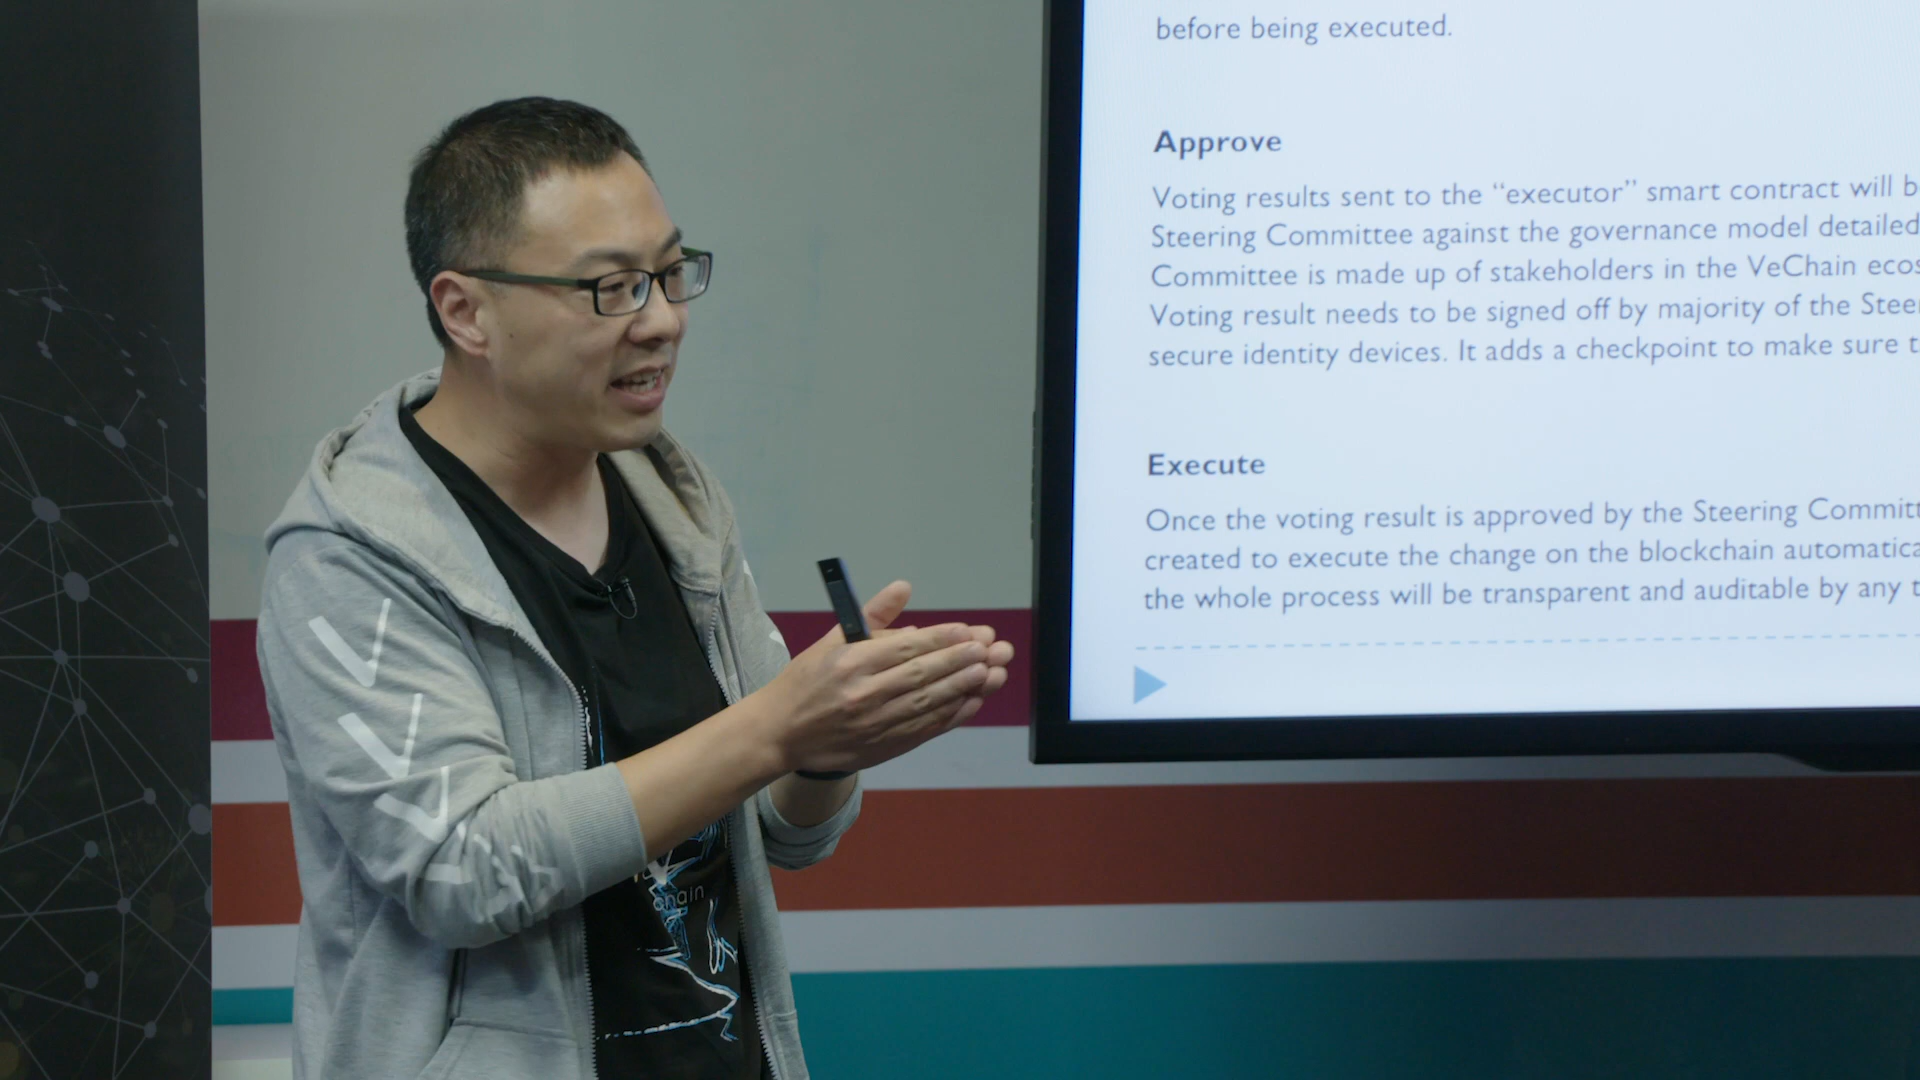 before being executed.
Approve
Voting results sent to the “executor” smart contract will
Steering Committee against the governance model detailed
Committee is made up of stakeholders in the VeChain
Voting result needs to be signed off by majority of the
secure identity devices. It adds a checkpoint to make sure
Execute
Once the voting result is approved by the Steering
created to execute the change on the blockchain
the whole process will be transparent and auditable by any
chain